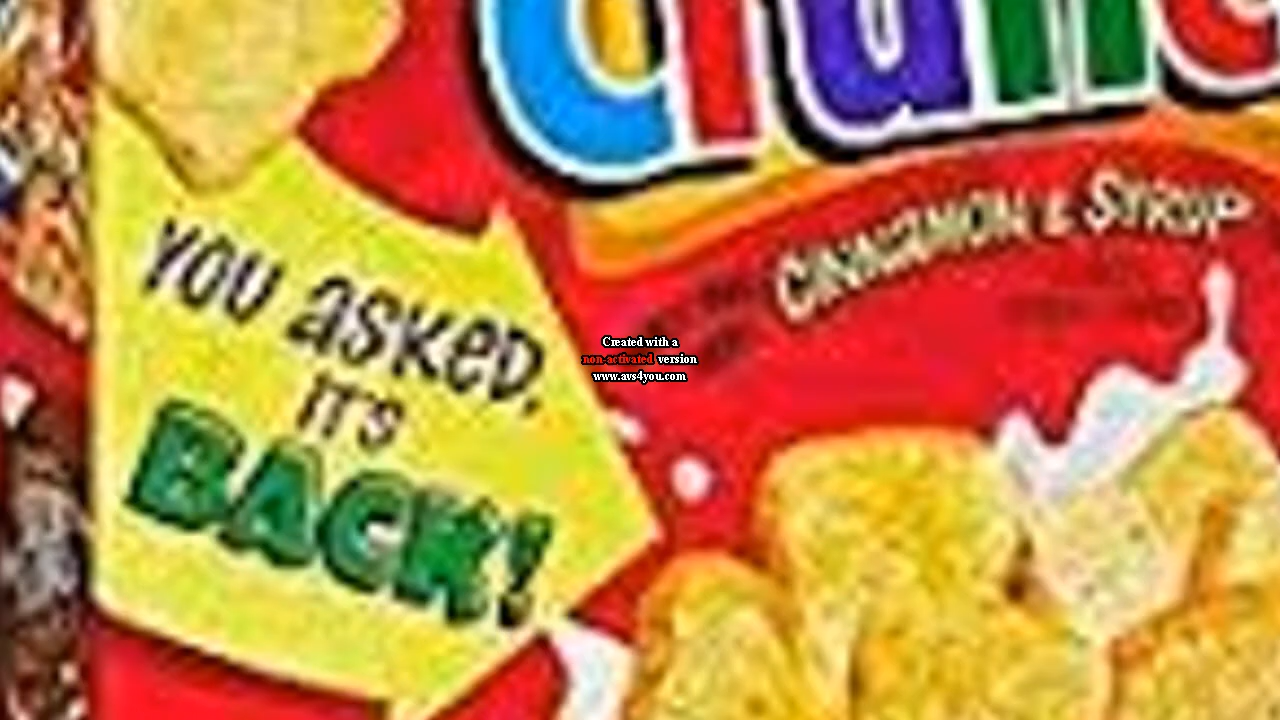 YOU asKeD,
IT'S
BACK!
CINNAMON & SYRUP
Created with a
non-activated version
www.avs4you.com